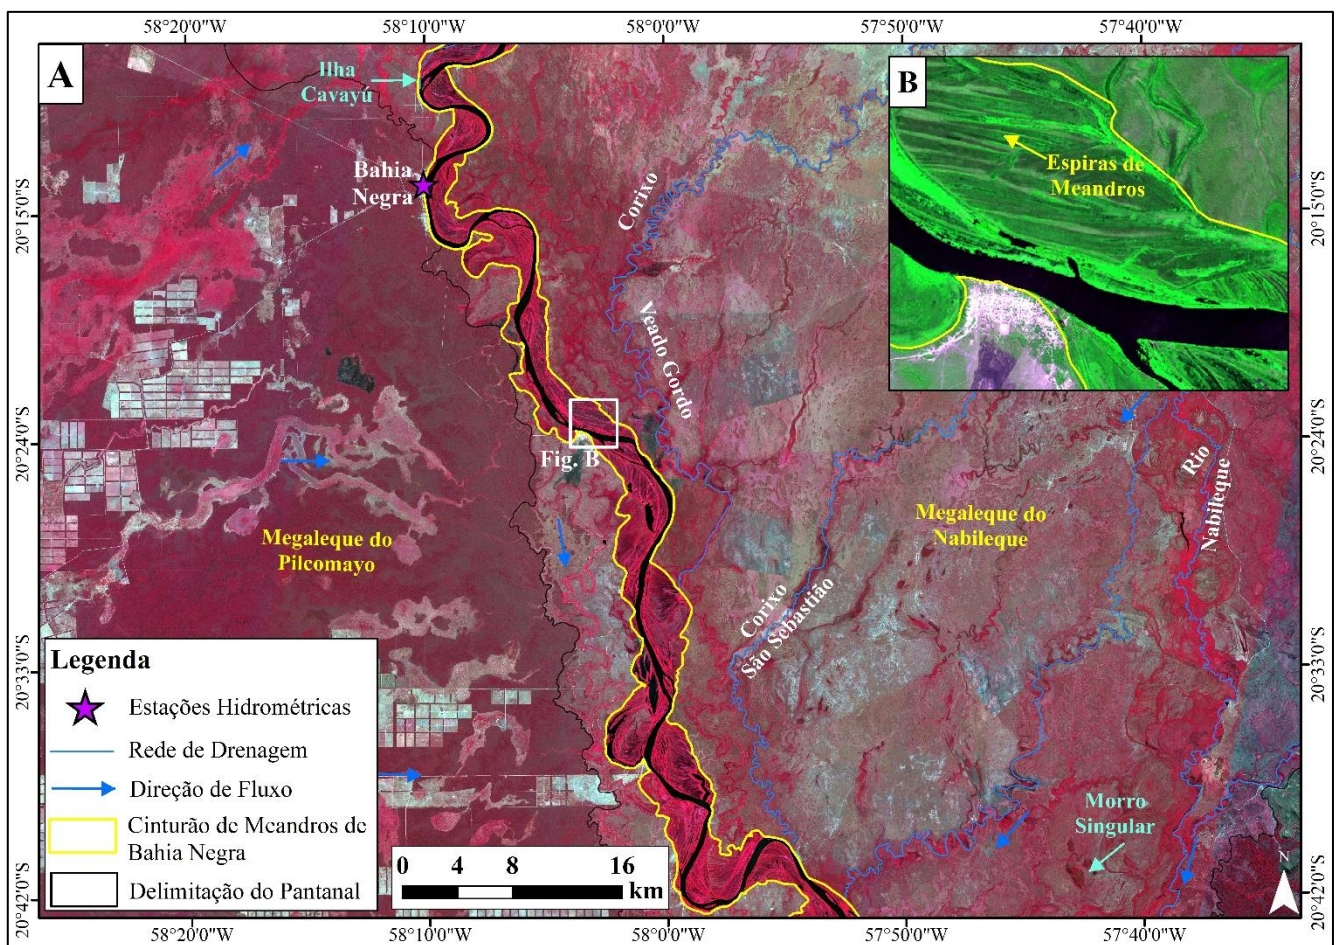 58°20'0"W
58°10'0"W
58°00'0"W
57°50'0"W
57°40'0"W
A
Ilha
Cavayú
Bahia
Negra
Corixo
Veado Gordo
B
Espiras de
Meandros
20°15'0"S
20°15'0"S
20°24'0"S
20°24'0"S
Fig. B
Megaleque do
Pilcomayo
Megaleque do
Nabileque
Rio
Nabileque
Corixo
São Sebastião
20°33'0"S
20°33'0"S
Legenda
Estações Hidrométricas
Rede de Drenagem
Direção de Fluxo
Cinturão de Meandros de
Bahia Negra
Delimitação do Pantanal
Morro
Singular
0 4 8 16
km
N
20°42'0"S
20°42'0"S
58°20'0"W
58°10'0"W
58°0'0"W
57°50'0"W
57°40'0"W